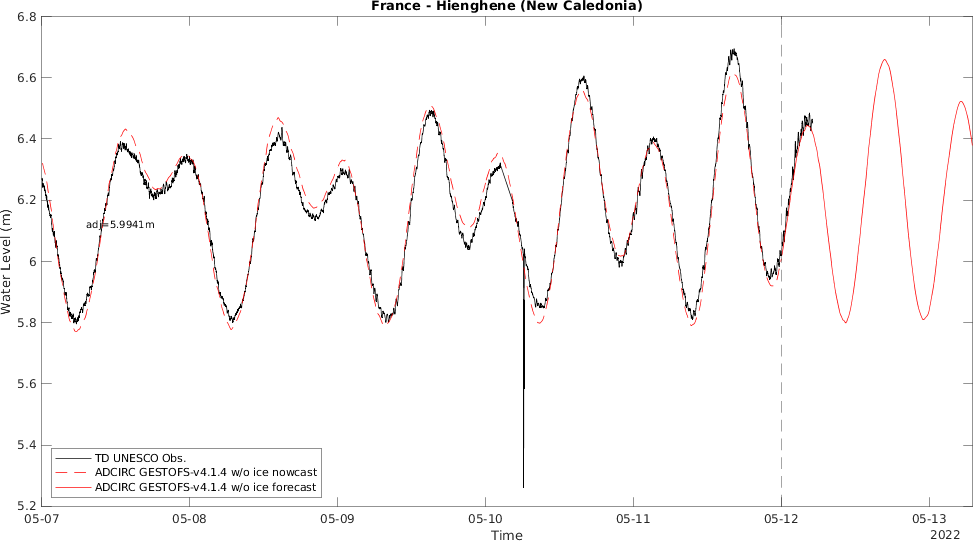 France - Hienghene (New Caledonia)
6.8
6.6
6.4
6.2
6
5.8
5.6
5.4
5.2
Water Level (m)
adj=5.9941m
TD UNESCO Obs.
ADCIRC GESTOFS-v4.1.4 w/o ice nowcast
ADCIRC GESTOFS-v4.1.4 w/o ice forecast
05-07 05-08 05-09 05-10 05-11 05-12 05-13
Time
2022